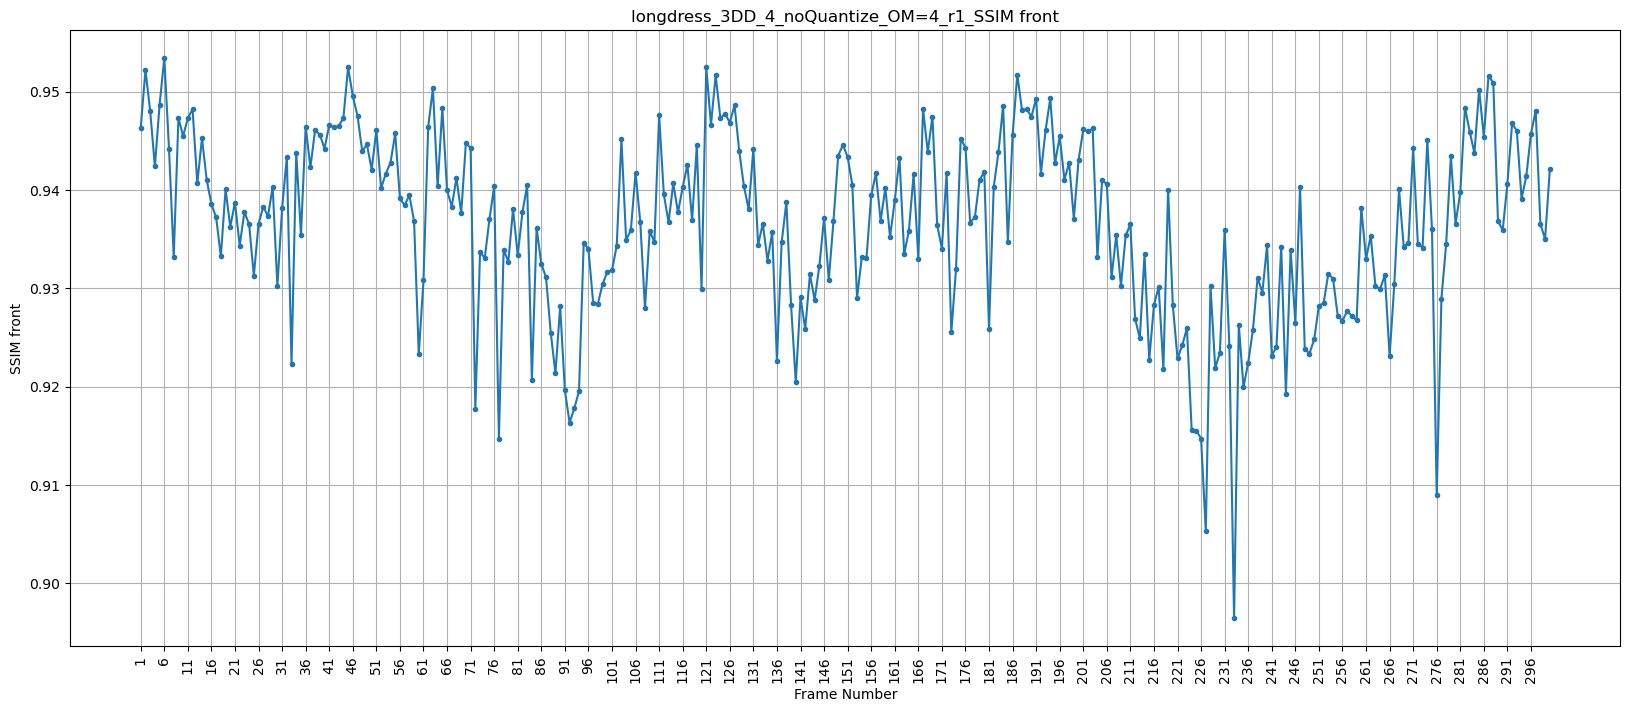 longdress_3DD_4_noQuantize_OM=4_r1_SSIM front
SSIM front
0.95
0.94
0.93
0.92
0.91
0.90
1 6 11 16 21 26 31 36 41 46 51 56 61 66 71 76 81 86 91 96 101 106 111 116 121 126 131 136 141 146 151 156 161 166 171 176 181 186 191 196 201 206 211 216 221 226 231 236 241 246 251 256 261 266 271 276 281 286 291 296
Frame Number